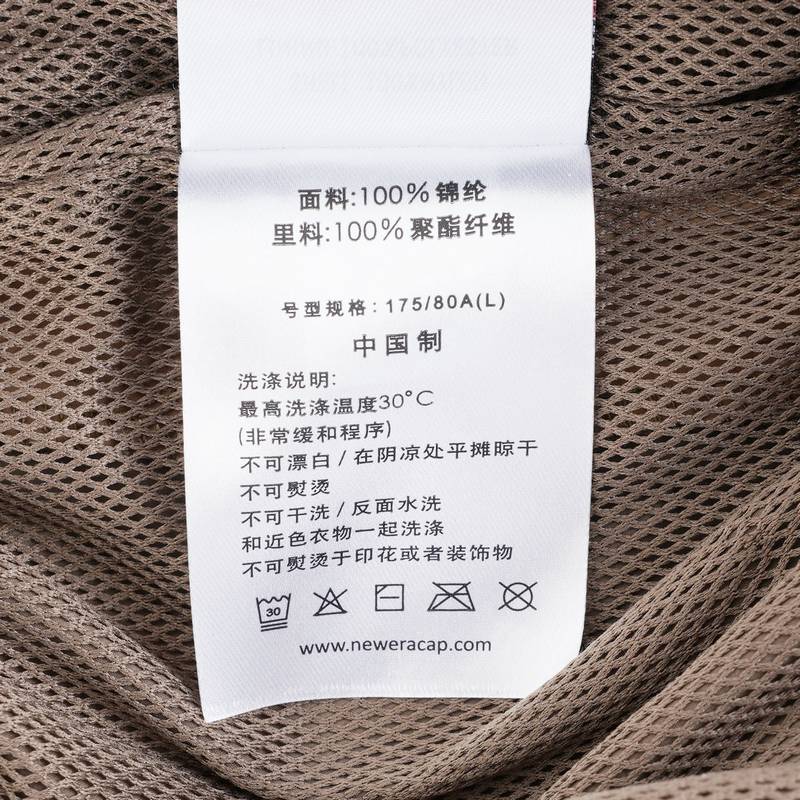 面料:100% 锦纶
里料:100% 聚酯纤维
号型规格: 175/80A(L)
中国制
洗涤说明:
最高洗涤温度30°C
(非常缓和程序)
不可漂白 / 在阴凉处平摊晾干
不可熨烫
不可干洗 / 反面水洗
和近色衣物一起洗涤
不可熨烫于印花或者装饰物
30
www.neweracap.com